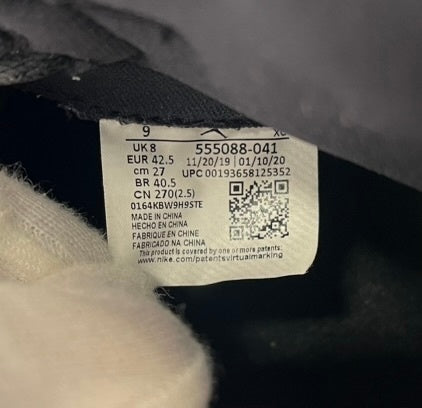 9
UK 8 555088-041
EUR 42.5 11/20/19 | 01/10/20
cm 27 UPC 00193658125352
BR 40.5
CN 270(2.5)
0164KBW9H9STE
MADE IN CHINA
HECHO EN CHINA
FABRIQUE EN CHINE
FABRICADO NA CHINA
This product is covered by one or more patents:
www.nike.com/patentsvirtualmarking